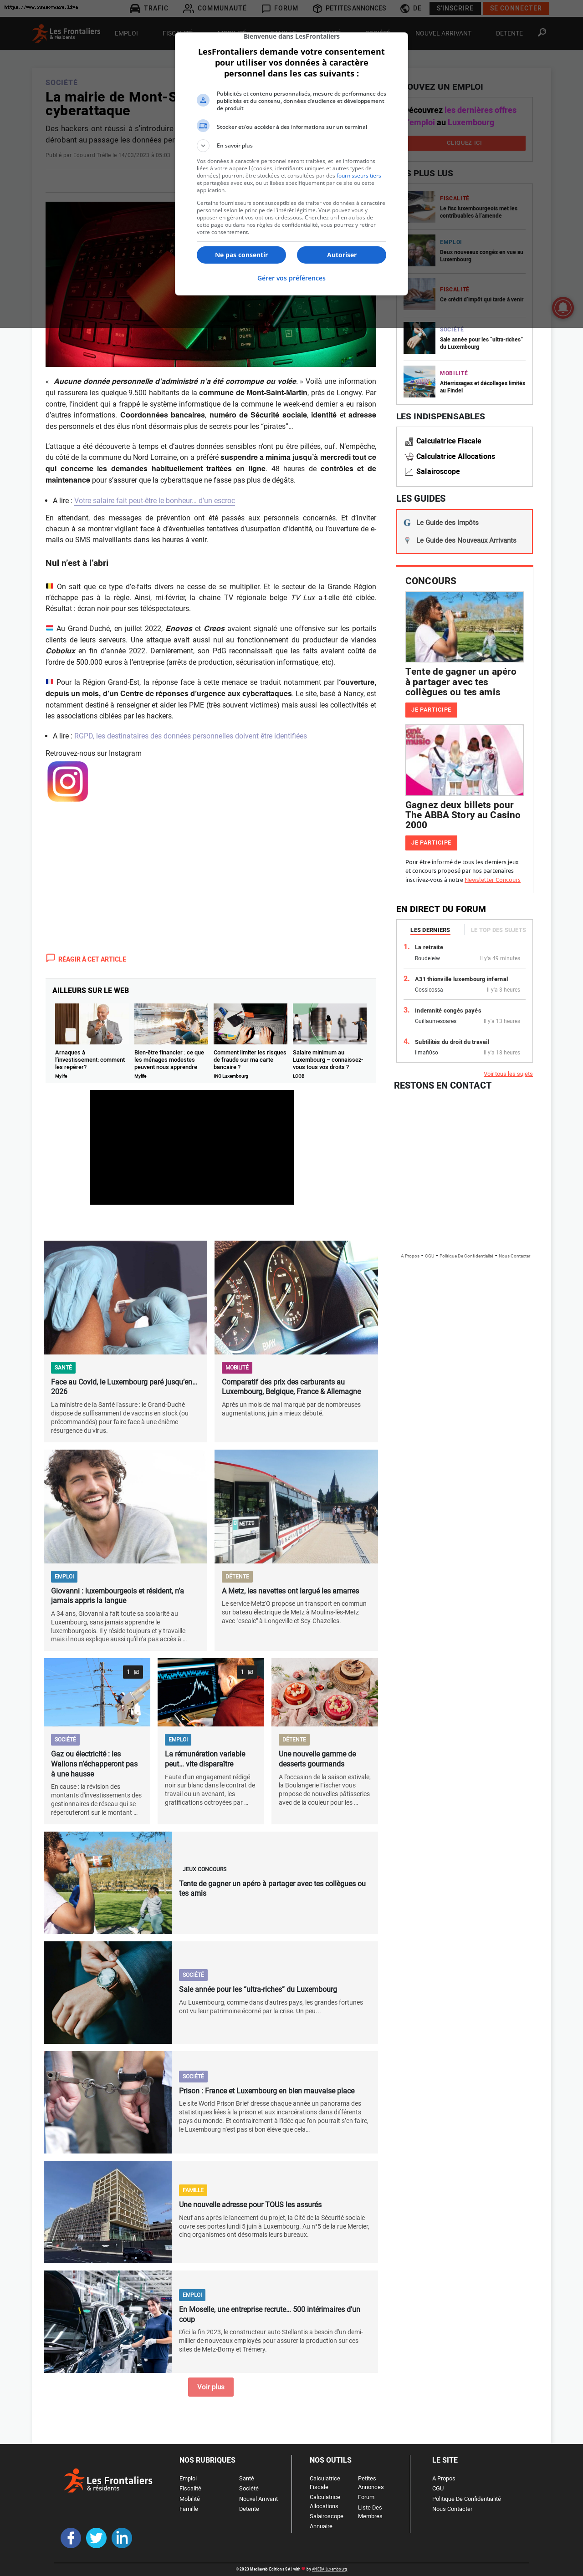 https://www.ransomware.live
TRAFIC
COMMUNAUTÉ
FORUM
PETITES ANNONCES
DE
S'INSCRIRE
SE CONNECTER
Les Frontaliers
& résidents
EMPLOI
NOUVEL ARRIVANT
DETENTE
SOCIÉTÉ
La mairie de Mont-S
cyberattaque
Des hackers ont réussi à s'introduire
dérobant au passage les données per
Bienvenue dans LesFrontaliers
LesFrontaliers demande votre consentement
pour utiliser vos données à caractère
personnel dans les cas suivants :
Publicités et contenu personnalisés, mesure de performance des
publicités et du contenu, données d'audience et développement
de produit
Stocker et/ou accéder à des informations sur un terminal
En savoir plus
Vos données à caractère personnel seront traitées, et les informations
liées à votre appareil (cookies, identifiants uniques et autres types de
données) pourront être stockées et consultées par des fournisseurs tiers
et partagées avec eux, ou utilisées spécifiquement par ce site ou cette
application.
Certains fournisseurs sont susceptibles de traiter vos données à caractère
personnel selon le principe de l'intérêt légitime. Vous pouvez vous y
opposer en gérant vos options ci-dessous. Cherchez un lien au bas de
cette page ou dans nos règles de confidentialité, vous pourrez y retirer
votre consentement.
Ne pas consentir
Autoriser
Gérer vos préférences
OUVEZ UN EMPLOI
écouvrez les dernières offres
'emploi au Luxembourg
CLIQUEZ ICI
PLUS LUS
FISCALITÉ
Le fisc luxembourgeois met les
contribuables à l'amende
EMPLOI
Deux nouveaux congés en vue au
Luxembourg
FISCALITÉ
Ce crédit d'impôt qui tarde à venir
SOCIÉTÉ
Sale année pour les "ultra-riches"
du Luxembourg
MOBILITÉ
Atterrissages et décollages limités
au Findel
« Aucune donnée personnelle d'administré n'a été corrompue ou volée. » Voilà une information
qui rassurera les quelque 9.500 habitants de la commune de Mont-Saint-Martin, près de Longwy. Par
contre, l'incident qui a frappé le système informatique de la mairie le week-end dernier a eu raison
d'autres informations. Coordonnées bancaires, numéro de Sécurité sociale, identité et adresse
des personnels et des élus n'ont désormais plus de secrets pour les "pirates"...
L'attaque a été découverte à temps et d'autres données sensibles n'ont pu être pillées, ouf. N'empêche,
du côté de la commune du Nord Lorraine, on a préféré suspendre a minima jusqu'à mercredi tout ce
qui concerne les demandes habituellement traitées en ligne. 48 heures de contrôles et de
maintenance pour s'assurer que la cyberattaque ne fasse pas plus de dégâts.
• A lire : Votre salaire fait peut-être le bonheur... d'un escroc
En attendant, des messages de prévention ont été passés aux personnels concernés. Et d'inviter
chacun à se montrer vigilant face à d'éventuelles tentatives d'usurpation d'identité, ou l'ouverture de e-
mails ou SMS malveillants dans les heures à venir.
Nul n'est à l'abri
On sait que ce type d'e-faits divers ne cesse de se multiplier. Et le secteur de la Grande Région
n'échappe pas à la règle. Ainsi, mi-février, la chaine TV régionale belge TV Lux a-t-elle été ciblée.
Résultat : écran noir pour ses téléspectateurs.
Au Grand-Duché, en juillet 2022, Enovos et Creos avaient signalé une offensive sur les portails
clients de leurs serveurs. Une attaque avait aussi nui au fonctionnement du producteur de viandes
Cobolux en fin d'année 2022. Dernièrement, son PdG reconnaissait que les faits avaient coûté de
l'ordre de 500.000 euros à l'entreprise (arrêts de production, sécurisation informatique, etc).
Pour la Région Grand-Est, la réponse face à cette menace se traduit notamment par l'ouverture,
depuis un mois, d'un Centre de réponses d'urgence aux cyberattaques. Le site, basé à Nancy, est
notamment destiné à renseigner et aider les PME (très souvent victimes) mais aussi les collectivités et
les associations ciblées par les hackers.
• A lire : RGPD, les destinataires des données personnelles doivent être identifiées
Retrouvez-nous sur Instagram
RÉAGIR À CET ARTICLE
LES INDISPENSABLES
Calculatrice Fiscale
Calculatrice Allocations
Salairoscope
LES GUIDES
Le Guide des Impôts
Le Guide des Nouveaux Arrivants
CONCOURS
Tente de gagner un apéro
à partager avec tes
collègues ou tes amis
JE PARTICIPE
Gagnez deux billets pour
The ABBA Story au Casino
2000
JE PARTICIPE
Pour être informé de tous les derniers jeux
et concours proposé par nos partenaires
inscrivez-vous à notre Newsletter Concours
EN DIRECT DU FORUM
LES DERNIERS
LE TOP DES SUJETS
1. La retraite
Roudeleiw
Il y'a 49 minutes
2. A31 thionville luxembourg infernal
Cissicossa
Il y'a 3 heures
3. Indemnité congés payés
Guillaumesoares
Il y'a 13 heures
4. Subtilités du droit du travail
Ilmafi0so
Il y'a 18 heures
Voir tous les sujets
RESTONS EN CONTACT
A Propos - CGU - Politique De Confidentialité - Nous Contacter
AILLEURS SUR LE WEB
Arnaques à
l'investissement: comment
les repérer?
Mylife
Bien-être financier : ce que
les ménages modestes
peuvent nous apprendre
Mylife
Comment limiter les risques
de fraude sur ma carte
bancaire ?
ING Luxembourg
Salaire minimum au
Luxembourg – connaissez-
vous tous vos droits ?
LCGB
SANTÉ
Face au Covid, le Luxembourg paré jusqu'en...
2026
La ministre de la Santé l'assure : le Grand-Duché
dispose de suffisamment de vaccins en stock (ou
précommandés) pour faire face à une énième
résurgence du virus.
MOBILITÉ
Comparatif des prix des carburants au
Luxembourg, Belgique, France & Allemagne
Après un mois de mai marqué par de nombreuses
augmentations, juin a mieux débuté.
EMPLOI
Giovanni : luxembourgeois et résident, n'a
jamais appris la langue
A 34 ans, Giovanni a fait toute sa scolarité au
Luxembourg, sans jamais apprendre le
luxembourgeois. Il y réside toujours et y travaille
mais il nous explique aussi qu'il n'a pas accès à ...
DÉTENTE
A Metz, les navettes ont largué les amarres
Le service Metz'O propose un transport en commun
sur bateau électrique de Metz à Moulins-lès-Metz
avec "escale" à Longeville et Scy-Chazelles.
1
SOCIÉTÉ
Gaz ou électricité : les
Wallons n'échapperont pas
à une hausse
En cause : la révision des
montants d'investissements des
gestionnaires de réseau qui se
répercuteront sur le montant ...
1
EMPLOI
La rémunération variable
peut... vite disparaître
Faute d'un engagement rédigé
noir sur blanc dans le contrat de
travail ou un avenant, les
gratifications octroyées par ...
DÉTENTE
Une nouvelle gamme de
desserts gourmands
A l'occasion de la saison estivale,
la Boulangerie Fischer vous
propose de nouvelles pâtisseries
avec de la couleur pour les ...
JEUX CONCOURS
Tente de gagner un apéro à partager avec tes collègues ou
tes amis
SOCIÉTÉ
Sale année pour les "ultra-riches" du Luxembourg
Au Luxembourg, comme dans d'autres pays, les grandes fortunes
ont vu leur patrimoine écorné par la crise. Un peu...
SOCIÉTÉ
Prison : France et Luxembourg en bien mauvaise place
Le site World Prison Brief dresse chaque année un panorama des
statistiques liées à la prison et aux incarcérations dans différents
pays du monde. Et contrairement à l'idée que l'on pourrait s'en faire,
le Luxembourg n'est pas si bon élève que cela...
FAMILLE
Une nouvelle adresse pour TOUS les assurés
Neuf ans après le lancement du projet, la Cité de la Sécurité sociale
ouvre ses portes lundi 5 juin à Luxembourg. Au n°5 de la rue Mercier,
cinq organismes ont désormais leurs bureaux.
EMPLOI
En Moselle, une entreprise recrute... 500 intérimaires d'un
coup
D'ici la fin 2023, le constructeur auto Stellantis a besoin d'un demi-
millier de nouveaux employés pour assurer la production sur ces
sites de Metz-Borny et Trémery.
Voir plus
Les Frontaliers
& résidents
NOS RUBRIQUES
Emploi
Fiscalité
Mobilité
Famille
Santé
Société
Nouvel Arrivant
Detente
NOS OUTILS
Calculatrice
Fiscale
Calculatrice
Allocations
Salairoscope
Annuaire
Petites
Annonces
Forum
Liste Des
Membres
LE SITE
A Propos
CGU
Politique De Confidentialité
Nous Contacter